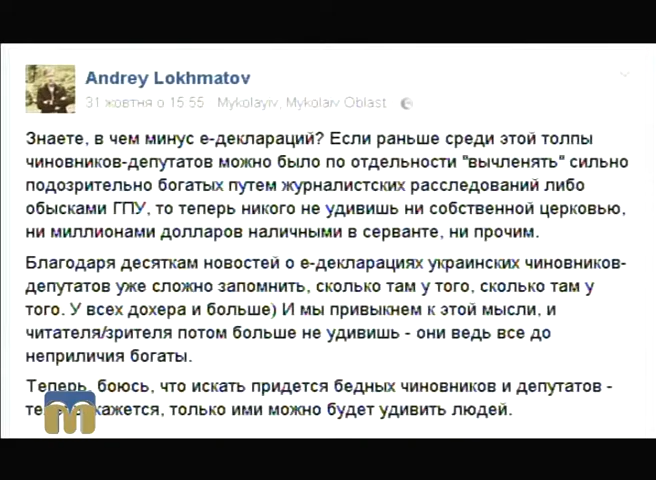 Andrey Lokhmatov
31 жовтня о 15:55 Mykolayiv, Mykolaiv Oblast
Знаете, в чем минус е-деклараций? Если раньше среди этой толпы
чиновников-депутатов можно было по отдельности "вычленять" сильно
подозрительно богатых путем журналистских расследований либо
обысками ГПУ, то теперь никого не удивишь ни собственной церковью,
ни миллионами долларов наличными в серванте, ни прочим.
Благодаря десяткам новостей о е-декларациях украинских чиновников-
депутатов уже сложно запомнить, сколько там у того, сколько там у
того. У всех дохера и больше) И мы привыкнем к этой мысли, и
читателя/зрителя потом больше не удивишь - они ведь все до
неприличия богаты.
Теперь, боюсь, что искать придется бедных чиновников и депутатов -
кажется, только ими можно будет удивить людей.